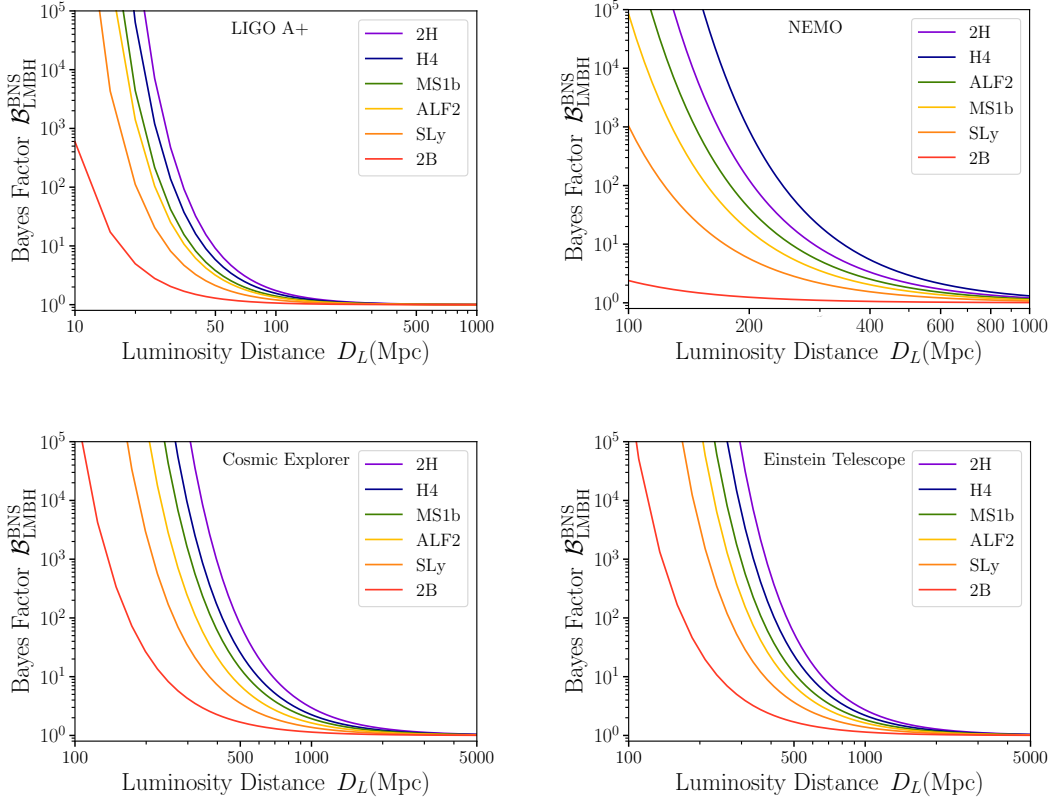 LIGO A+
2H
H4
MS1b
ALF2
SLy
2B
10^5
10^4
10^3
10^2
10^1
10^0
Bayes Factor 𝓑^BNS_LMBH
10
50
100
500
1000
Luminosity Distance D_L(Mpc)
NEMO
2H
H4
ALF2
MS1b
SLy
2B
10^5
10^4
10^3
10^2
10^1
10^0
Bayes Factor 𝓑^BNS_LMBH
100
200
400
600
800
1000
Luminosity Distance D_L(Mpc)
Cosmic Explorer
2H
H4
MS1b
ALF2
SLy
2B
10^5
10^4
10^3
10^2
10^1
10^0
Bayes Factor 𝓑^BNS_LMBH
100
500
1000
5000
Luminosity Distance D_L(Mpc)
Einstein Telescope
2H
H4
MS1b
ALF2
SLy
2B
10^5
10^4
10^3
10^2
10^1
10^0
Bayes Factor 𝓑^BNS_LMBH
100
500
1000
5000
Luminosity Distance D_L(Mpc)